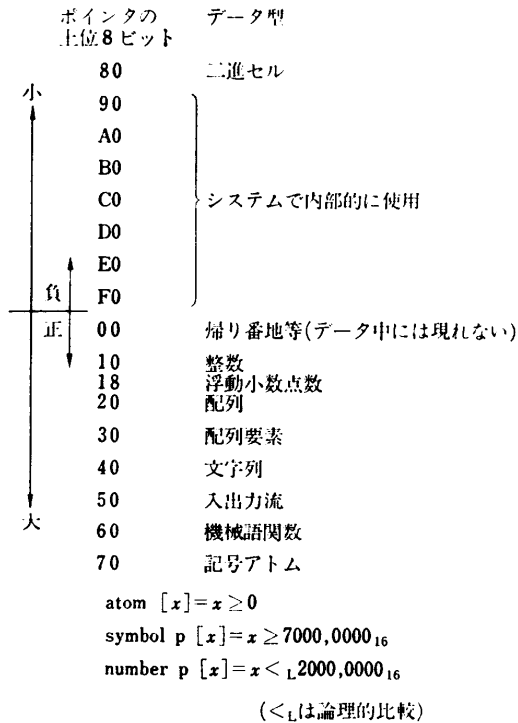 ポインタの データ型
上位8ビット
80 二進セル
小
90
A0
B0
C0 システムで内部的に使用
D0
E0
負 F0
正 00 帰り番地等(データ中には現れない)
10 整数
18 浮動小数点数
20 配列
30 配列要素
40 文字列
50 入出力流
大
60 機械語関数
70 記号アトム
atom [x]=x≥0
symbol p [x]=x≥7000,0000₁₆
number p [x]=x<ʟ2000,0000₁₆
(<ʟは論理的比較)